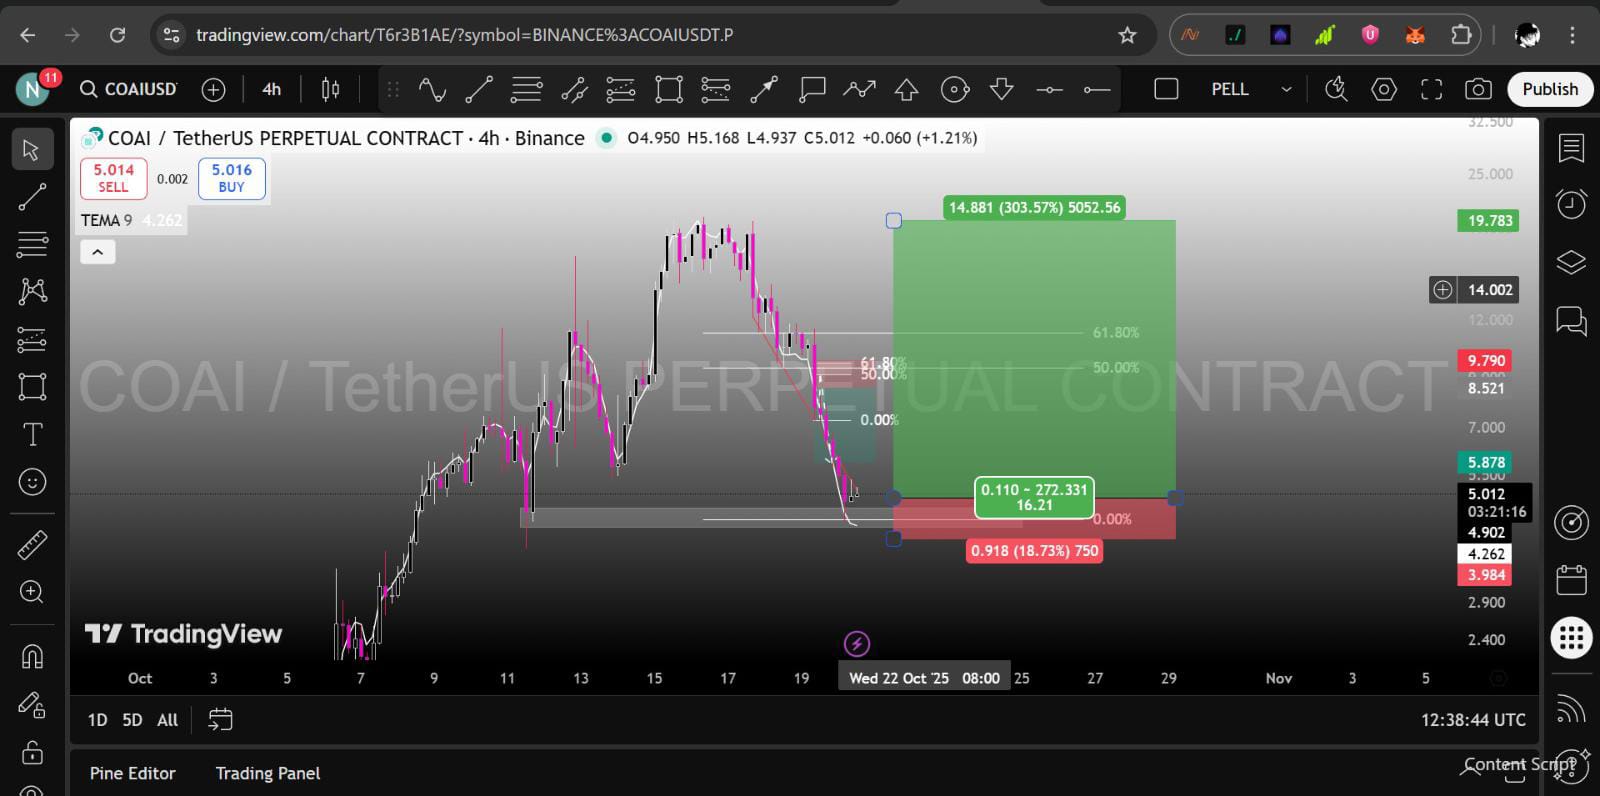 tradingview.com/chart/T6r3B1AE/?symbol=BINANCE%3ACOAIUSDT.P
N
11
COAIUSD
4h
PELL
Publish
COAI / TetherUS PERPETUAL CONTRACT · 4h · Binance
O4.950 H5.168 L4.937 C5.012 +0.060 (+1.21%)
5.014
SELL
0.002
5.016
BUY
TEMA 9 4.262
COAI / TetherUS PERPETUAL CONTRACT
14.881 (303.57%) 5052.56
61.80%
50.00%
61.80%
50.00%
0.00%
0.110 ~ 272.331
16.21
0.00%
0.918 (18.73%) 750
32.500
25.000
19.783
14.002
12.000
9.790
8.521
7.000
5.878
5.500
5.012
03:21:16
4.902
4.262
3.984
2.900
2.400
TradingView
Oct
3
5
7
9
11
13
15
17
19
Wed 22 Oct '25 08:00
25
27
29
Nov
3
5
1D
5D
All
12:38:44 UTC
Pine Editor
Trading Panel
Content Script